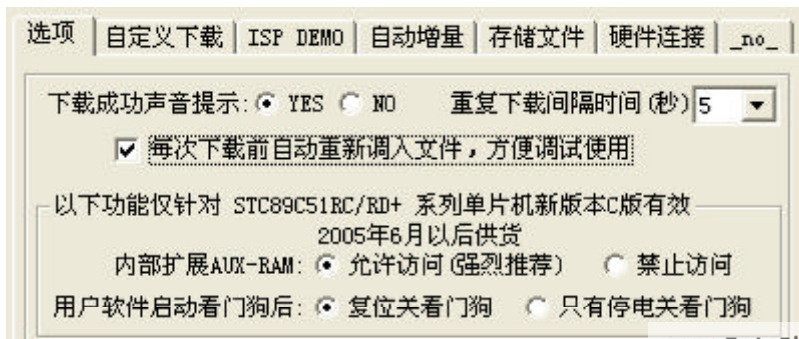 选项 自定义下载 ISP DEMO 自动增量 存储文件 硬件连接 _no_
下载成功声音提示: YES NO 重复下载间隔时间(秒) 5
每次下载前自动重新调入文件，方便调试使用
以下功能仅针对 STC89C51RC/RD+ 系列单片机新版本C版有效
2005年6月以后供货
内部扩展AUX-RAM: 允许访问(强烈推荐) 禁止访问
用户软件启动看门狗后: 复位关看门狗 只有停电关看门狗